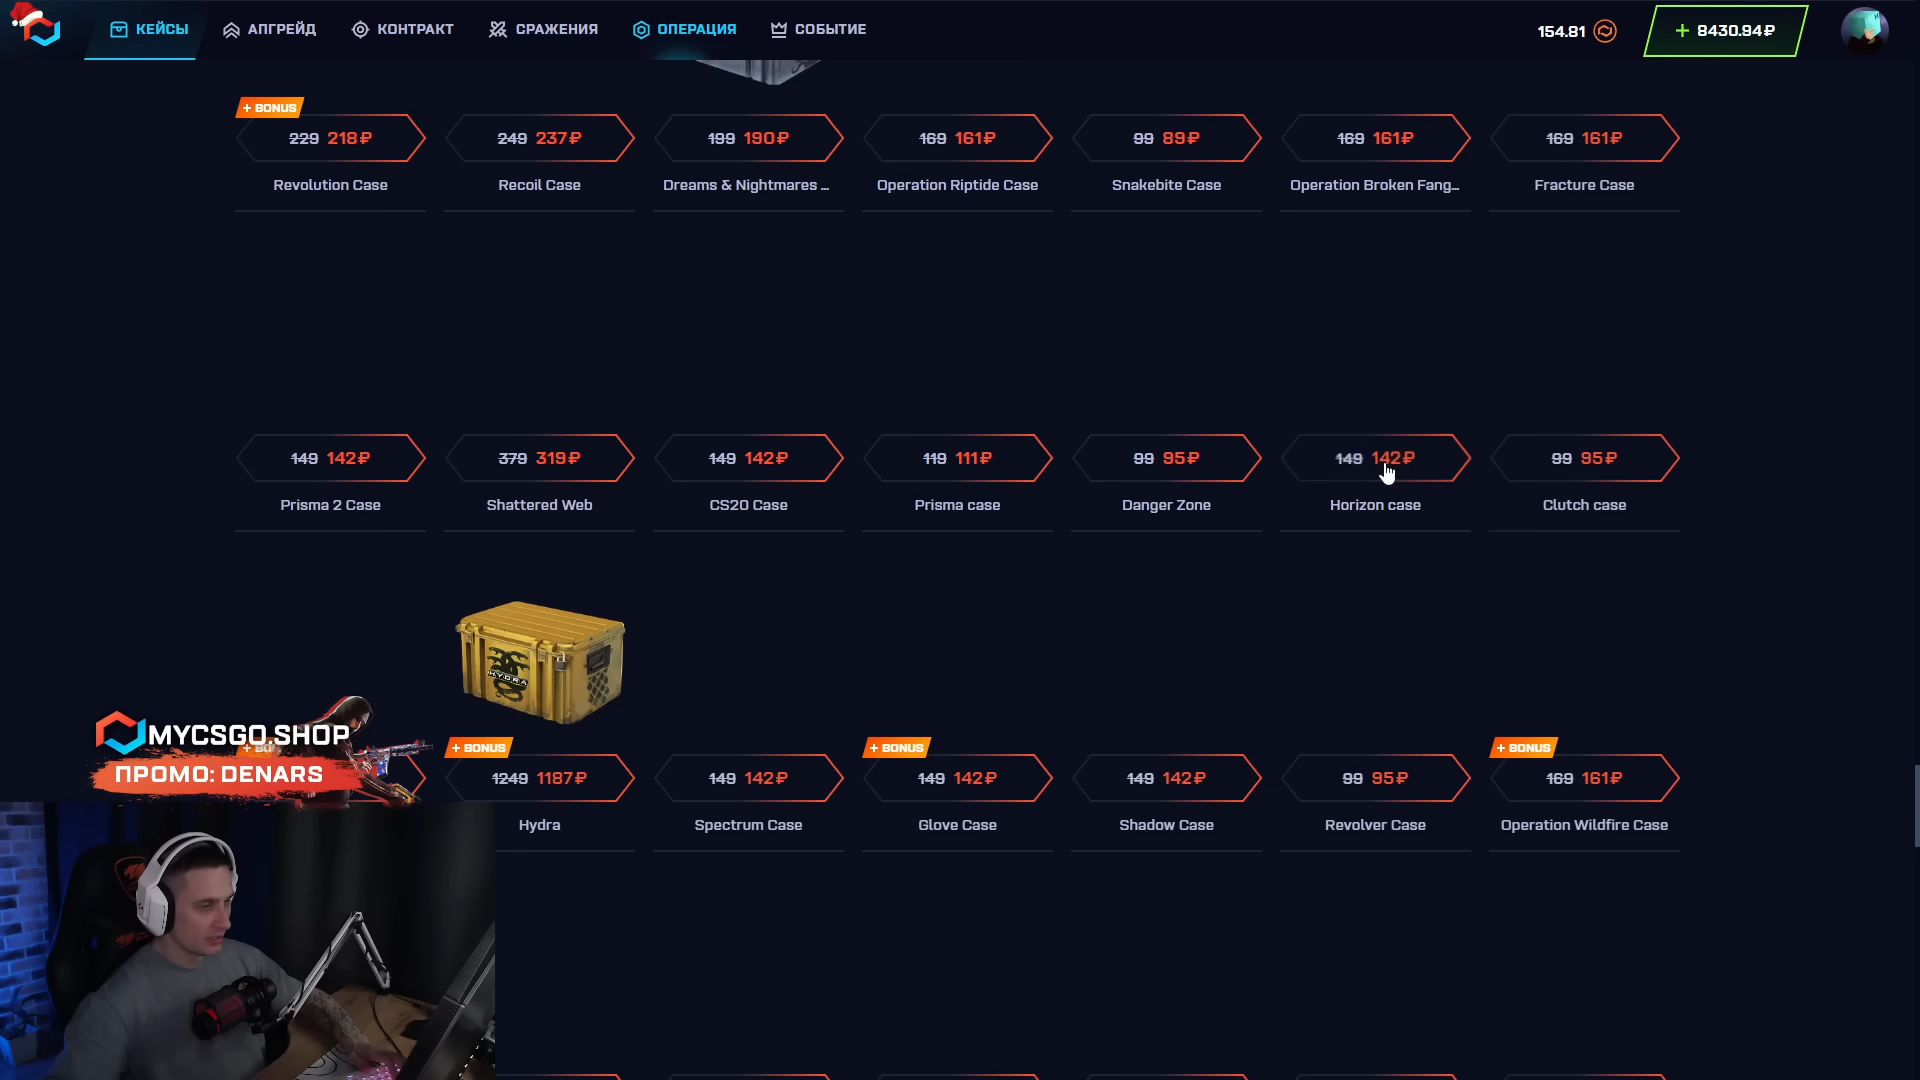 КЕЙСЫ АПГРЕЙД КОНТРАКТ СРАЖЕНИЯ ОПЕРАЦИЯ СОБЫТИЕ 154.81 + 8430.94₽
+ BONUS
229 218₽ 249 237₽ 199 190₽ 169 161₽ 99 89₽ 169 161₽ 169 161₽
Revolution Case Recoil Case Dreams & Nightmares ... Operation Riptide Case Snakebite Case Operation Broken Fang... Fracture Case
149 142₽ 379 319₽ 149 142₽ 119 111₽ 99 95₽ 149 142₽ 99 95₽
Prisma 2 Case Shattered Web CS20 Case Prisma case Danger Zone Horizon case Clutch case
HYDRA
MYCSGO.SHOP
+ BONUS + BONUS + BONUS
ПРОМО: DENARS
1249 1187₽ 149 142₽ 149 142₽ 149 142₽ 99 95₽ 169 161₽
Hydra Spectrum Case Glove Case Shadow Case Revolver Case Operation Wildfire Case